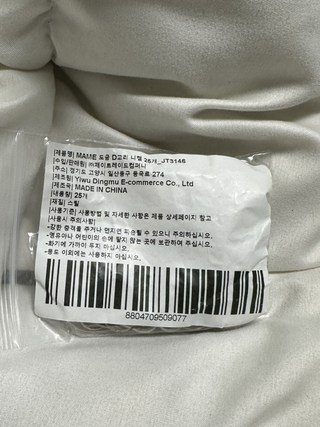 |제품명| MAME 도금 D고리 니켈 25개_JT3146
|수입/판매원| ㈜제이트레이드컴퍼니
|주소| 경기도 고양시 일산동구 동국로 274
|제조원| Yiwu Dingmu E-commerce Co., Ltd
|제조국| MADE IN CHINA
|내용량| 25개
|재질| 스틸
|사용기준| 사용방법 및 자세한 사항은 제품 상세페이지 참고
|사용시 주의사항|
-강한 충격을 주거나 던지면 파손될 수 있으니 주의하십시오.
-영유아나 어린이의 손에 닿지 않는 곳에 보관하여 주십시오.
-화기에 가까이 두지 마십시오.
-용도 이외에는 사용하지 마십시오.
8804709509077